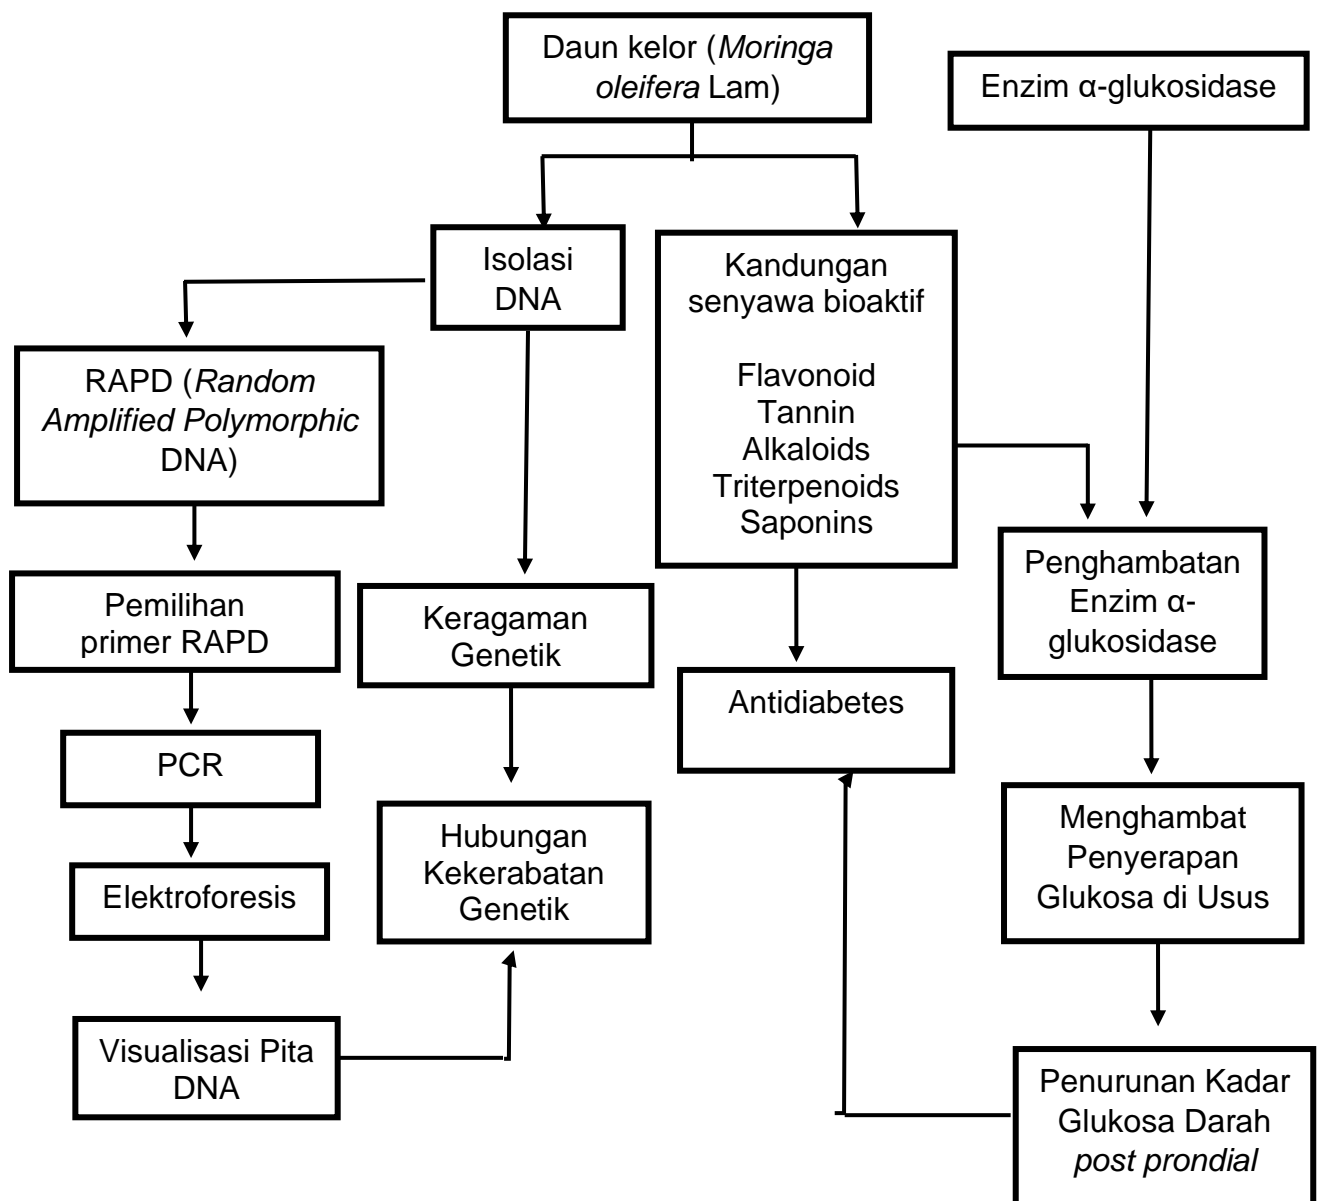 Daun kelor (Moringa
oleifera Lam)
Enzim α-glukosidase
Isolasi
DNA
Kandungan
senyawa bioaktif
Flavonoid
Tannin
Alkaloids
Triterpenoids
Saponins
RAPD (Random
Amplified Polymorphic
DNA)
Pemilihan
primer RAPD
Keragaman
Genetik
Penghambatan
Enzim α-
glukosidase
Antidiabetes
PCR
Hubungan
Kekerabatan
Genetik
Menghambat
Penyerapan
Glukosa di Usus
Elektroforesis
Visualisasi Pita
DNA
Penurunan Kadar
Glukosa Darah
post prondial